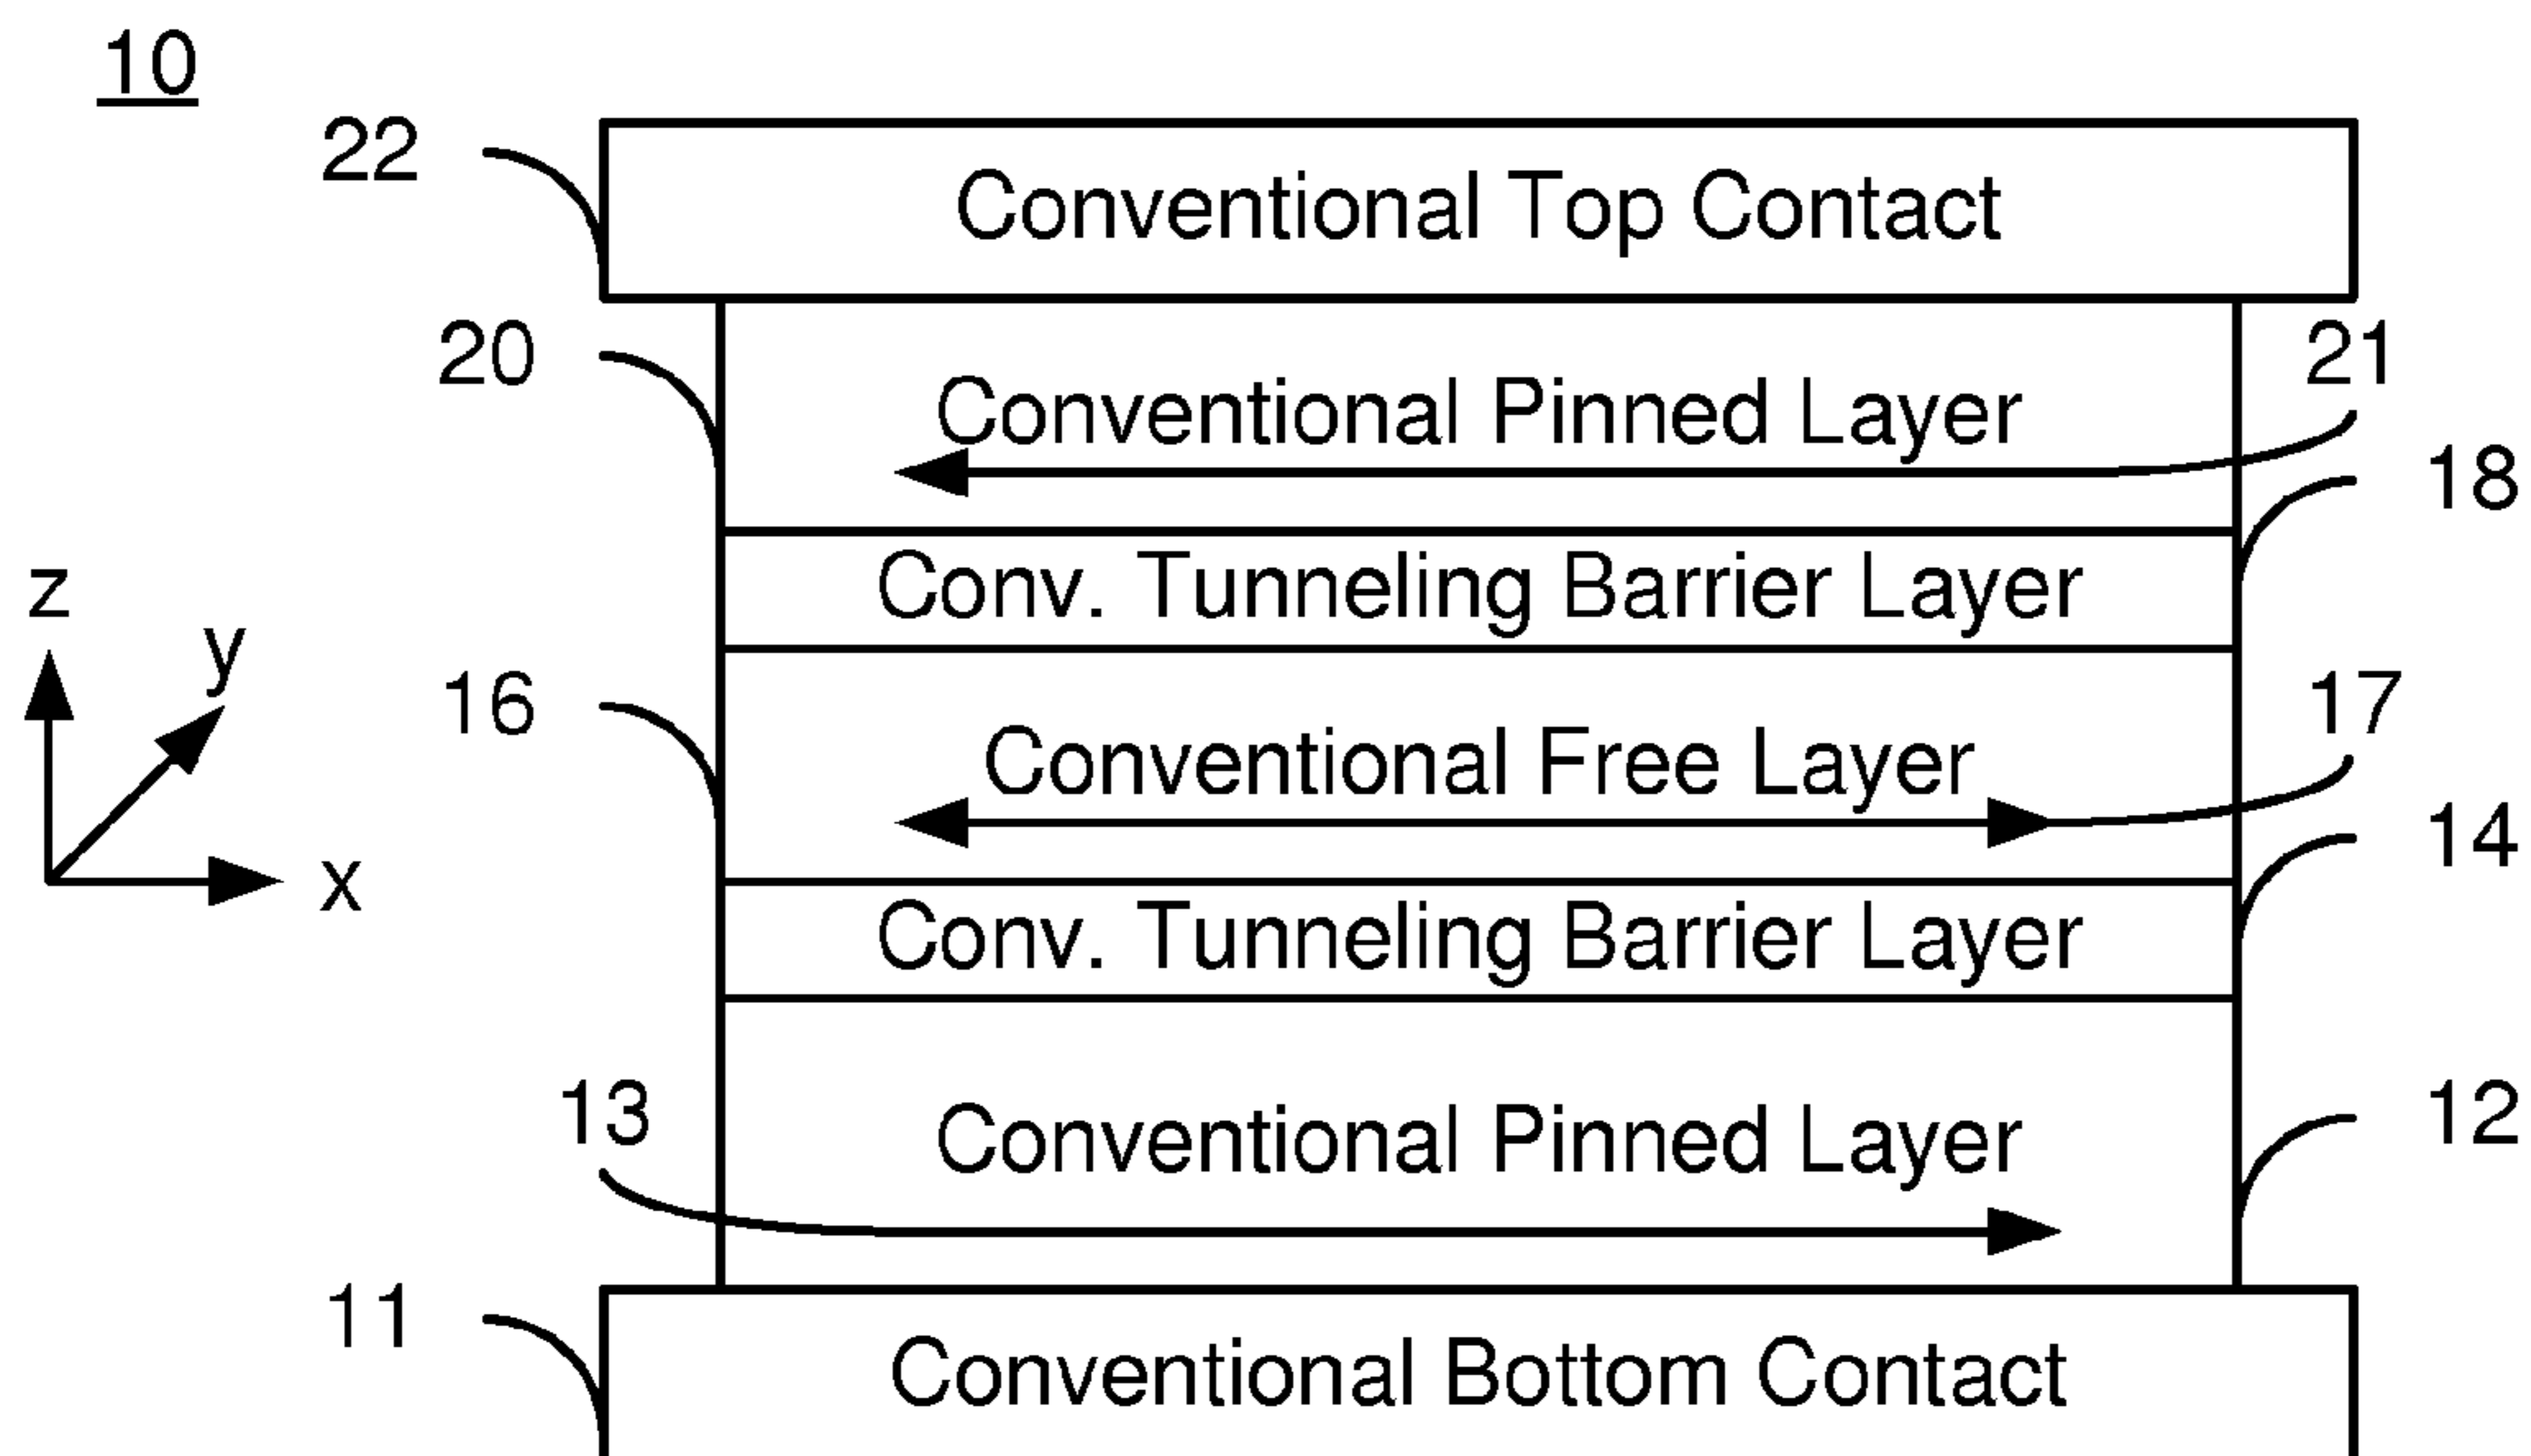 10
22
Conventional Top Contact
20
21
Conventional Pinned Layer
18
Conv. Tunneling Barrier Layer
z
y
x
16
17
Conventional Free Layer
14
Conv. Tunneling Barrier Layer
13
12
Conventional Pinned Layer
11
Conventional Bottom Contact